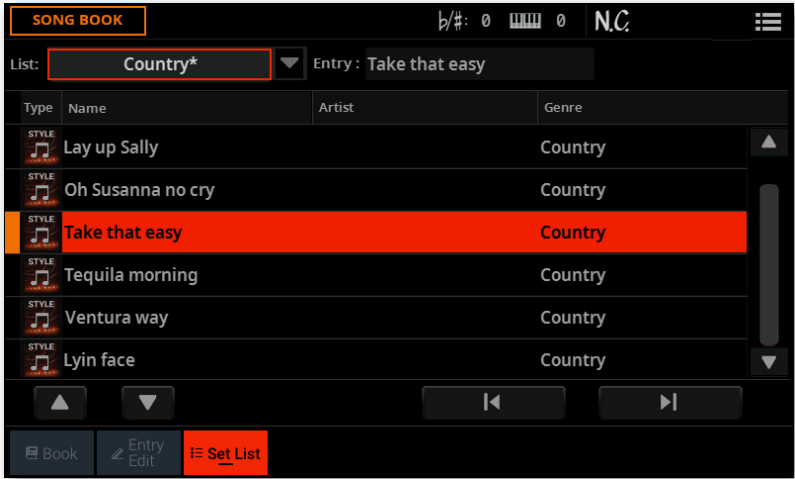 SONG BOOK ♭/♯: 0 0 N.C.
List: Country* Entry : Take that easy
Type Name Artist Genre
STYLE Lay up Sally Country
STYLE Oh Susanna no cry Country
STYLE Take that easy Country
STYLE Tequila morning Country
STYLE Ventura way Country
STYLE Lyin face Country
Book Entry Edit Set List